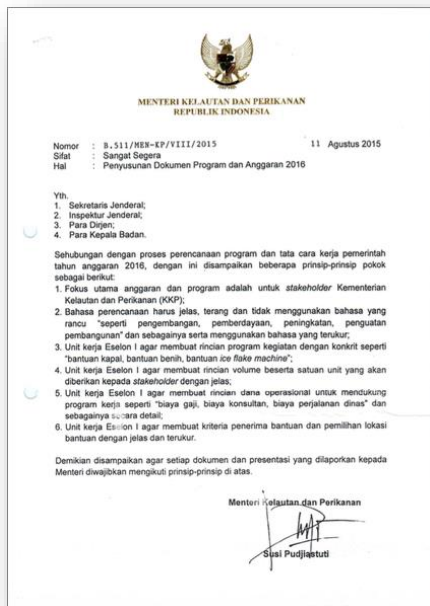 MENTERI KELAUTAN DAN PERIKANAN
REPUBLIK INDONESIA
Nomor : B.511/MEN-KP/VIII/2015 11 Agustus 2015
Sifat : Sangat Segera
Hal : Penyusunan Dokumen Program dan Anggaran 2016
Yth.
1. Sekretaris Jenderal;
2. Inspektur Jenderal;
3. Para Dirjen;
4. Para Kepala Badan.
Sehubungan dengan proses perencanaan program dan tata cara kerja pemerintah
tahun anggaran 2016, dengan ini disampaikan beberapa prinsip-prinsip pokok
sebagai berikut:
1. Fokus utama anggaran dan program adalah untuk stakeholder Kementerian
Kelautan dan Perikanan (KKP);
2. Bahasa perencanaan harus jelas, terang dan tidak menggunakan bahasa yang
rancu "seperti pengembangan, pemberdayaan, peningkatan, penguatan
pembangunan" dan sebagainya serta menggunakan bahasa yang terukur;
3. Unit kerja Eselon I agar membuat rincian program kegiatan dengan konkrit seperti
"bantuan kapal, bantuan benih, bantuan ice flake machine";
4. Unit kerja Eselon I agar membuat rincian volume beserta satuan unit yang akan
diberikan kepada stakeholder dengan jelas;
5. Unit kerja Eselon I agar membuat rincian dana operasional untuk mendukung
program kerja seperti "biaya gaji, biaya konsultan, biaya perjalanan dinas" dan
sebagainya secara detail;
6. Unit kerja Eselon I agar membuat kriteria penerima bantuan dan pemilihan lokasi
bantuan dengan jelas dan terukur.
Demikian disampaikan agar setiap dokumen dan presentasi yang dilaporkan kepada
Menteri diwajibkan mengikuti prinsip-prinsip di atas.
Menteri Kelautan dan Perikanan
Susi Pudjiastuti